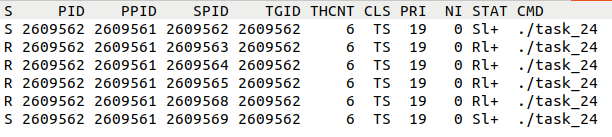 S PID PPID SPID TGID THCNT CLS PRI NI STAT CMD
S 2609562 2609561 2609562 2609562 6 TS 19 0 Sl+ ./task_24
R 2609562 2609561 2609563 2609562 6 TS 19 0 Rl+ ./task_24
R 2609562 2609561 2609564 2609562 6 TS 19 0 Rl+ ./task_24
R 2609562 2609561 2609565 2609562 6 TS 19 0 Rl+ ./task_24
R 2609562 2609561 2609568 2609562 6 TS 19 0 Rl+ ./task_24
S 2609562 2609561 2609569 2609562 6 TS 19 0 Sl+ ./task_24